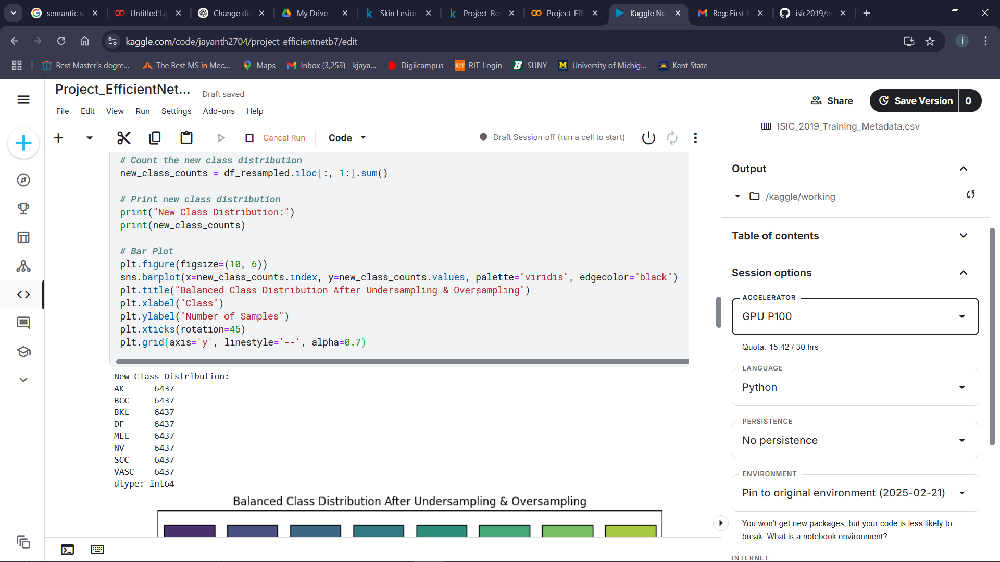 semantic s
Untitled1.i
Change di
My Drive -
Skin Lesion
Project_Re
Project_Eff
Kaggle No
Reg: First
isic2019/e
kaggle.com/code/jayanth2704/project-efficientnetb7/edit
j
Best Master's degre...
The Best MS in Mec...
Maps
Inbox (3,253) - kjaya...
Digiicampus
RIT RIT_Login
SUNY
University of Michig...
Kent State
Project_EfficientNet...
Draft saved
File Edit View Run Settings Add-ons Help
Share
Save Version 0
Cancel Run
Code
Draft Session off (run a cell to start)
# Count the new class distribution
new_class_counts = df_resampled.iloc[:, 1:].sum()
# Print new class distribution
print("New Class Distribution:")
print(new_class_counts)
# Bar Plot
plt.figure(figsize=(10, 6))
sns.barplot(x=new_class_counts.index, y=new_class_counts.values, palette="viridis", edgecolor="black")
plt.title("Balanced Class Distribution After Undersampling & Oversampling")
plt.xlabel("Class")
plt.ylabel("Number of Samples")
plt.xticks(rotation=45)
plt.grid(axis='y', linestyle='--', alpha=0.7)
New Class Distribution:
AK 6437
BCC 6437
BKL 6437
DF 6437
MEL 6437
NV 6437
SCC 6437
VASC 6437
dtype: int64
Balanced Class Distribution After Undersampling & Oversampling
ISIC_2019_Training_Metadata.csv
Output
/kaggle/working
Table of contents
Session options
ACCELERATOR
GPU P100
Quota: 15:42 / 30 hrs
LANGUAGE
Python
PERSISTENCE
No persistence
ENVIRONMENT
Pin to original environment (2025-02-21)
You won't get new packages, but your code is less likely to
break. What is a notebook environment?
INTERNET